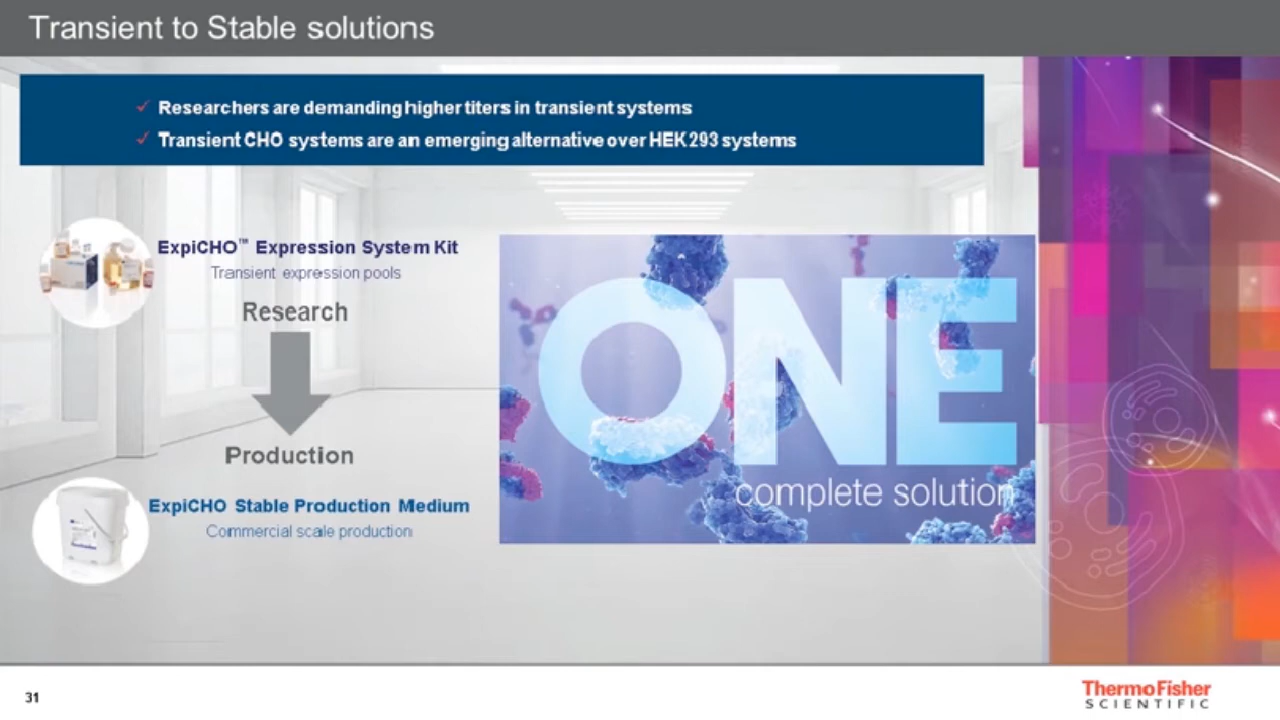 Transient to Stable solutions
✓ Researchers are demanding higher titers in transient systems
✓ Transient CHO systems are an emerging alternative over HEK293 systems
ExpiCHO™ Expression System Kit
Transient expression pools
Research
Production
ExpiCHO Stable Production Medium
Commercial scale production
ONE
complete solution
31
ThermoFisher
SCIENTIFIC